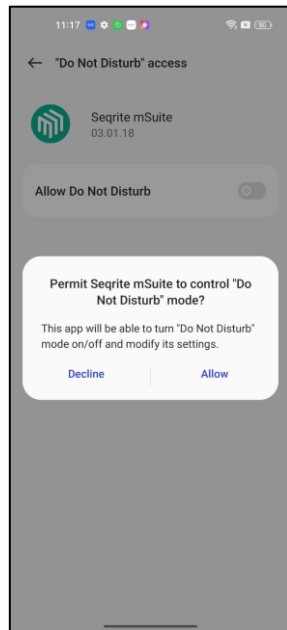 11:17
"Do Not Disturb" access
Seqrite mSuite
03.01.18
Allow Do Not Disturb
Permit Seqrite mSuite to control "Do
Not Disturb" mode?
This app will be able to turn "Do Not Disturb"
mode on/off and modify its settings.
Decline Allow